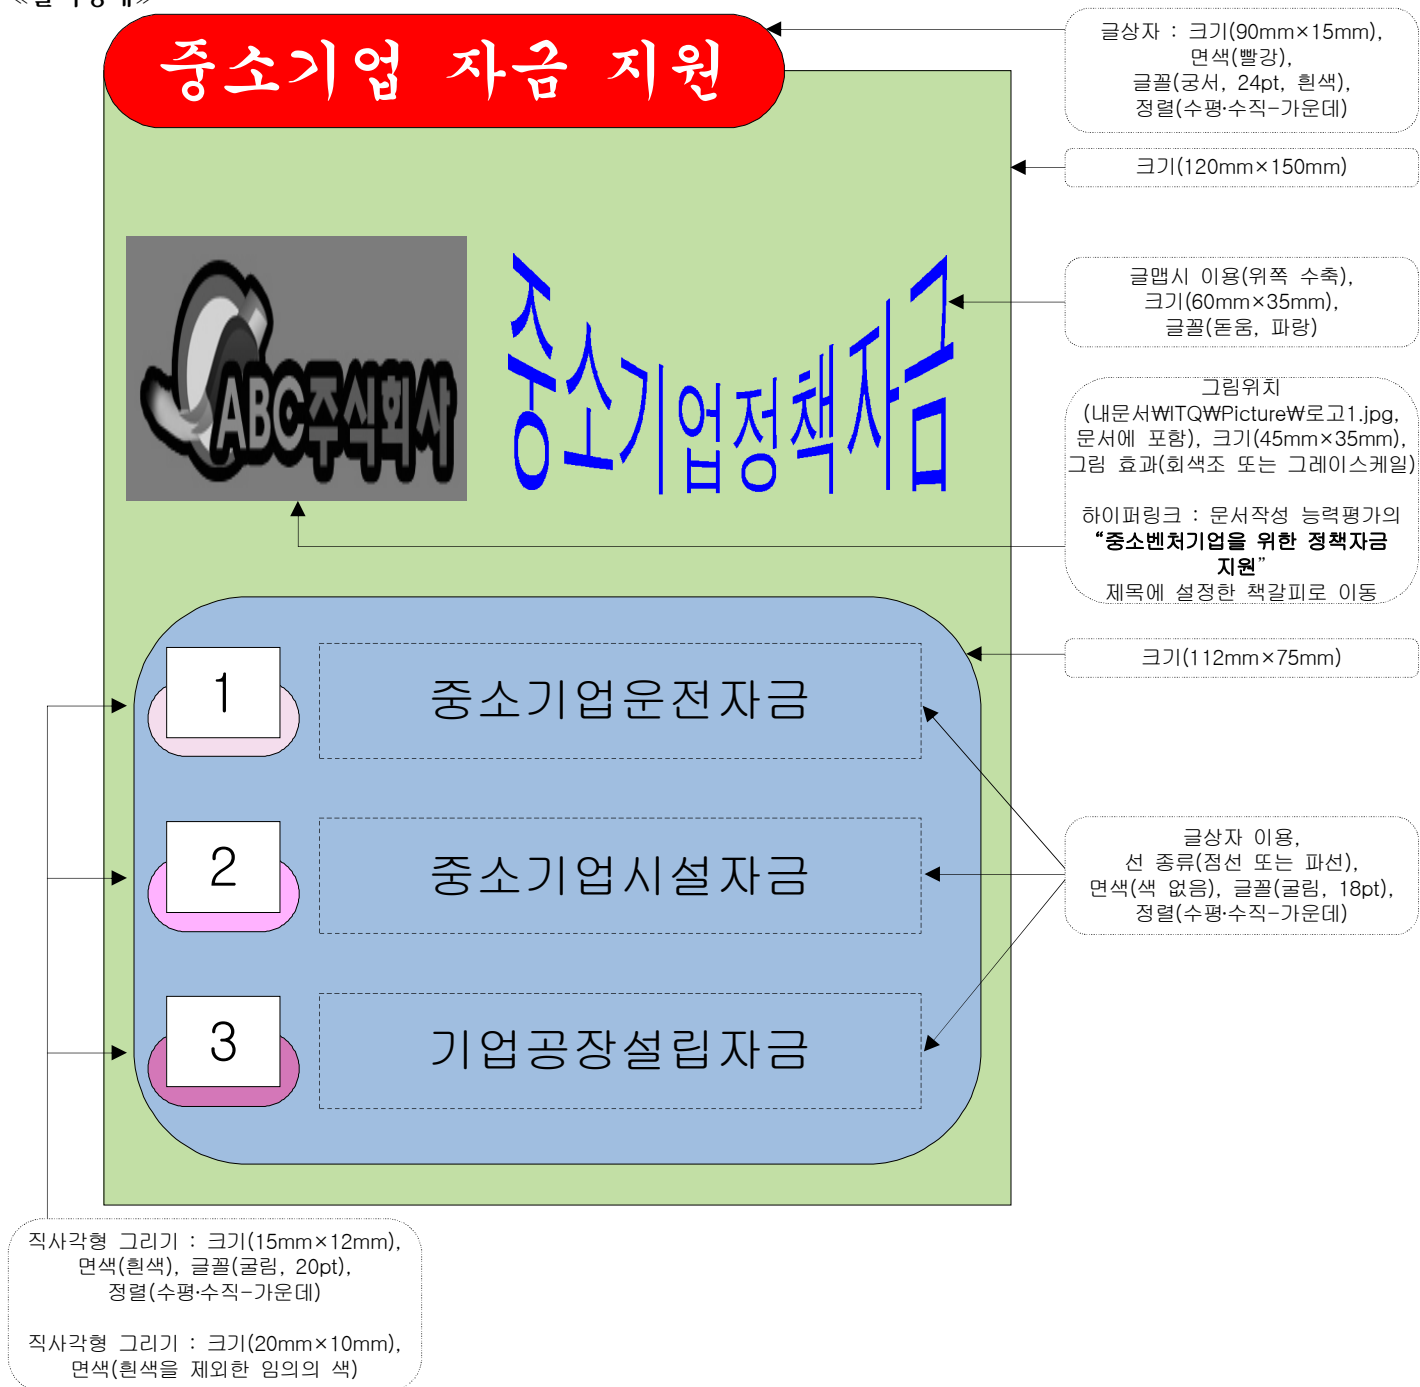 ≪출력형태≫
중소기업 자금 지원
글상자 : 크기(90mm×15mm),
면색(빨강),
글꼴(궁서, 24pt, 흰색),
정렬(수평·수직-가운데)
크기(120mm×150mm)
ABC주식회사
중소기업정책자금
글맵시 이용(위쪽 수축),
크기(60mm×35mm),
글꼴(돋움, 파랑)
그림위치
(내문서₩ITQ₩Picture₩로고1.jpg,
문서에 포함), 크기(45mm×35mm),
그림 효과(회색조 또는 그레이스케일)
하이퍼링크 : 문서작성 능력평가의
“중소벤처기업을 위한 정책자금
지원”
제목에 설정한 책갈피로 이동
크기(112mm×75mm)
1
중소기업운전자금
2
중소기업시설자금
3
기업공장설립자금
글상자 이용,
선 종류(점선 또는 파선),
면색(색 없음), 글꼴(굴림, 18pt),
정렬(수평·수직-가운데)
직사각형 그리기 : 크기(15mm×12mm),
면색(흰색), 글꼴(굴림, 20pt),
정렬(수평·수직-가운데)
직사각형 그리기 : 크기(20mm×10mm),
면색(흰색을 제외한 임의의 색)